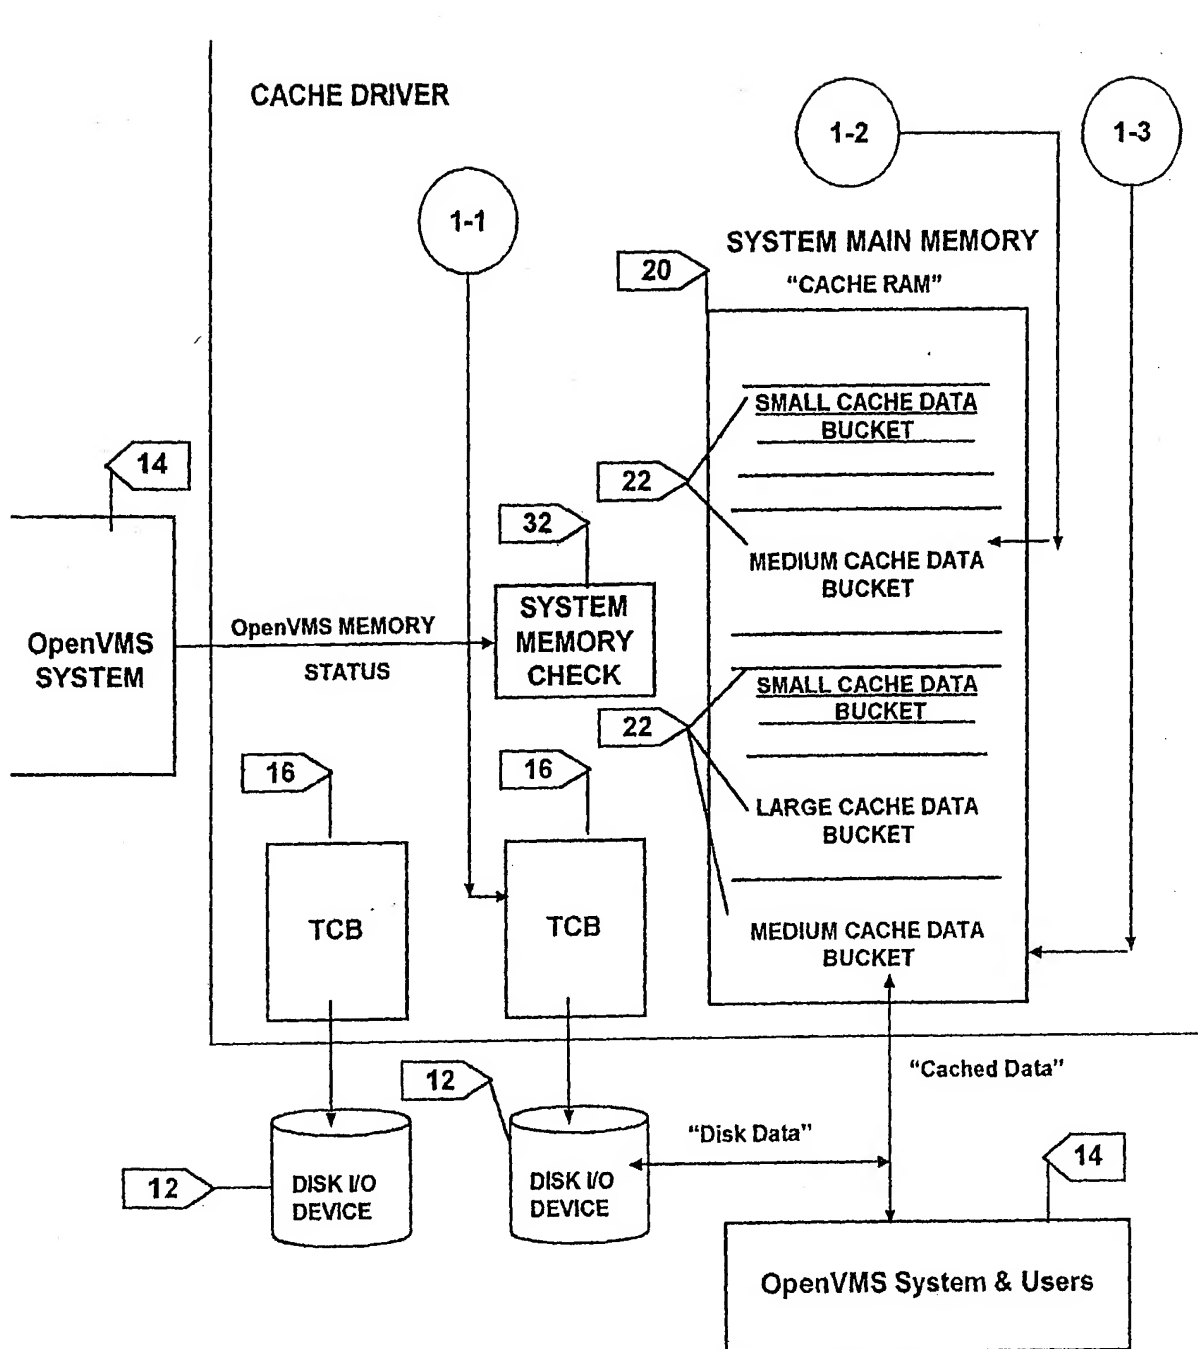 CACHE DRIVER
1-2
1-3
1-1
SYSTEM MAIN MEMORY
20
“CACHE RAM”
SMALL CACHE DATA
BUCKET
14
22
32
MEDIUM CACHE DATA
BUCKET
SYSTEM
MEMORY
CHECK
OpenVMS
SYSTEM
OpenVMS MEMORY
STATUS
SMALL CACHE DATA
BUCKET
22
16
16
LARGE CACHE DATA
BUCKET
TCB
TCB
MEDIUM CACHE DATA
BUCKET
“Cached Data”
12
“Disk Data”
14
12
DISK I/O
DEVICE
DISK I/O
DEVICE
OpenVMS System & Users